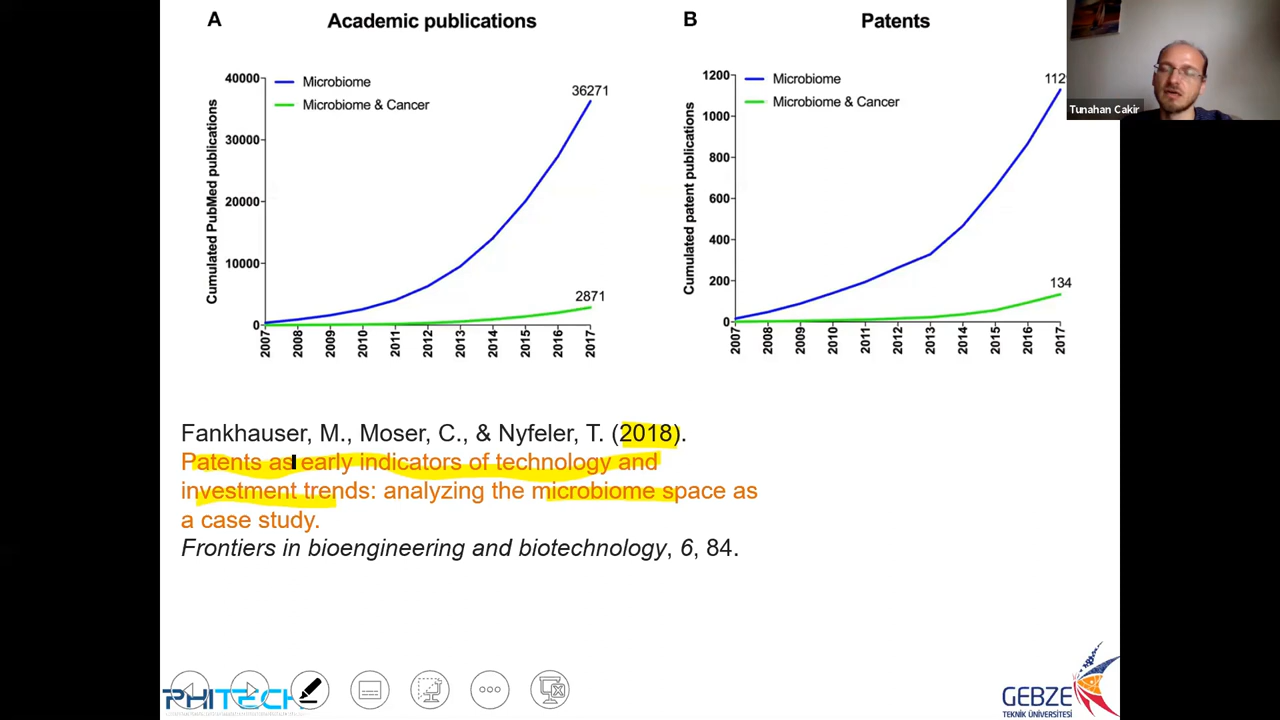 A
Academic publications
Microbiome
Microbiome & Cancer
Cumulated PubMed publications
40000
30000
20000
10000
0
36271
2871
2007
2008
2009
2010
2011
2012
2013
2014
2015
2016
2017
B
Patents
Microbiome
Microbiome & Cancer
Cumulated patent publications
1200
1000
800
600
400
200
0
112
134
2007
2008
2009
2010
2011
2012
2013
2014
2015
2016
2017
Tunahan Cakir
Fankhauser, M., Moser, C., & Nyfeler, T. (2018).
Patents as early indicators of technology and
investment trends: analyzing the microbiome space as
a case study.
Frontiers in bioengineering and biotechnology, 6, 84.
PHITECH
GEBZE
TEKNİK ÜNİVERSİTESİ